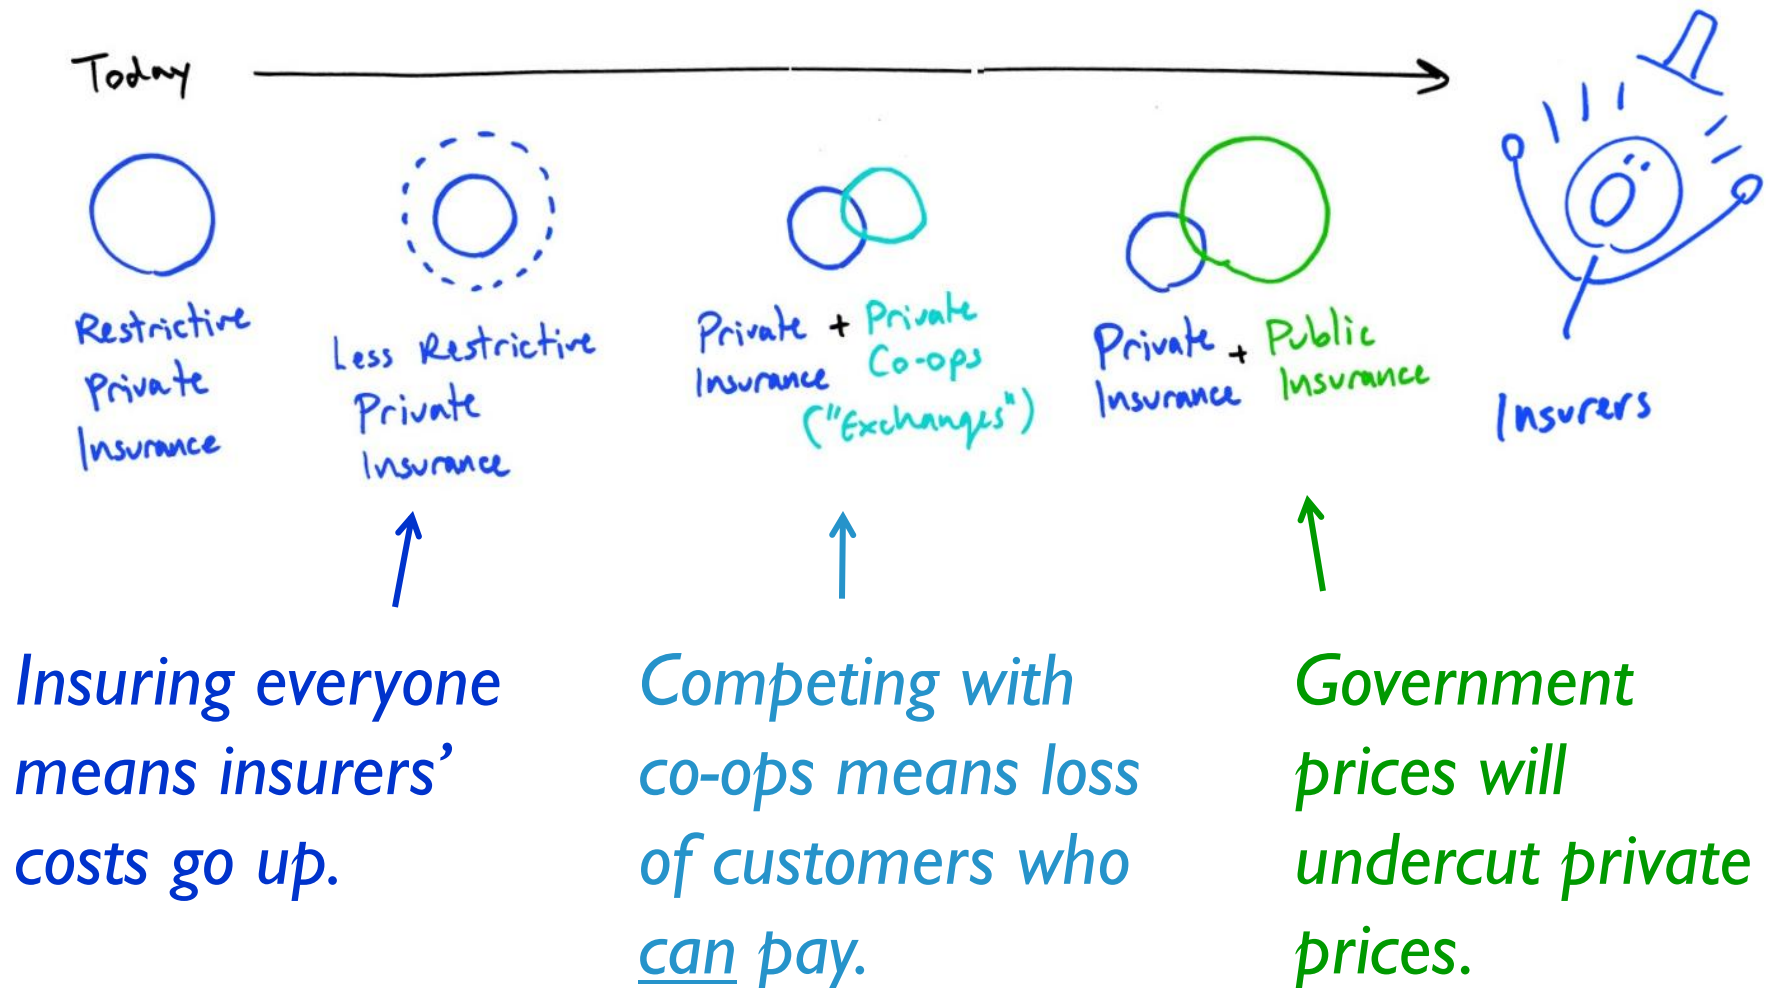 Today
Restrictive
Private
Insurance
Less Restrictive
Private
Insurance
Private + Private
Insurance Co-ops
("Exchanges")
Private + Public
Insurance Insurance
Insurers
Insuring everyone
means insurers’
costs go up.
Competing with
co-ops means loss
of customers who
can pay.
Government
prices will
undercut private
prices.